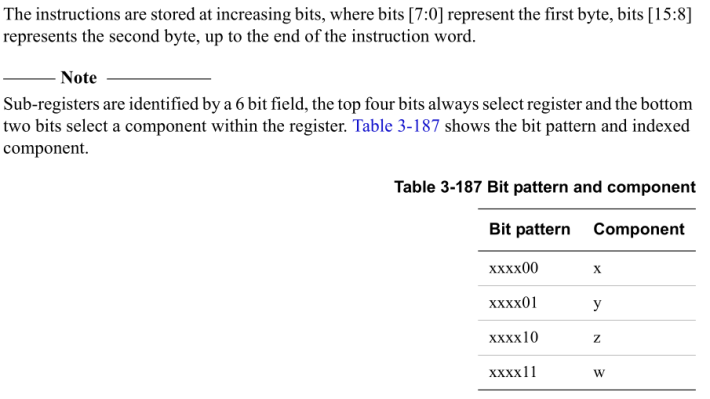 The instructions are stored at increasing bits, where bits [7:0] represent the first byte, bits [15:8]
represents the second byte, up to the end of the instruction word.
Note
Sub-registers are identified by a 6 bit field, the top four bits always select register and the bottom
two bits select a component within the register. Table 3-187 shows the bit pattern and indexed
component.
Table 3-187 Bit pattern and component
Bit pattern Component
xxxx00 x
xxxx01 y
xxxx10 z
xxxx11 w